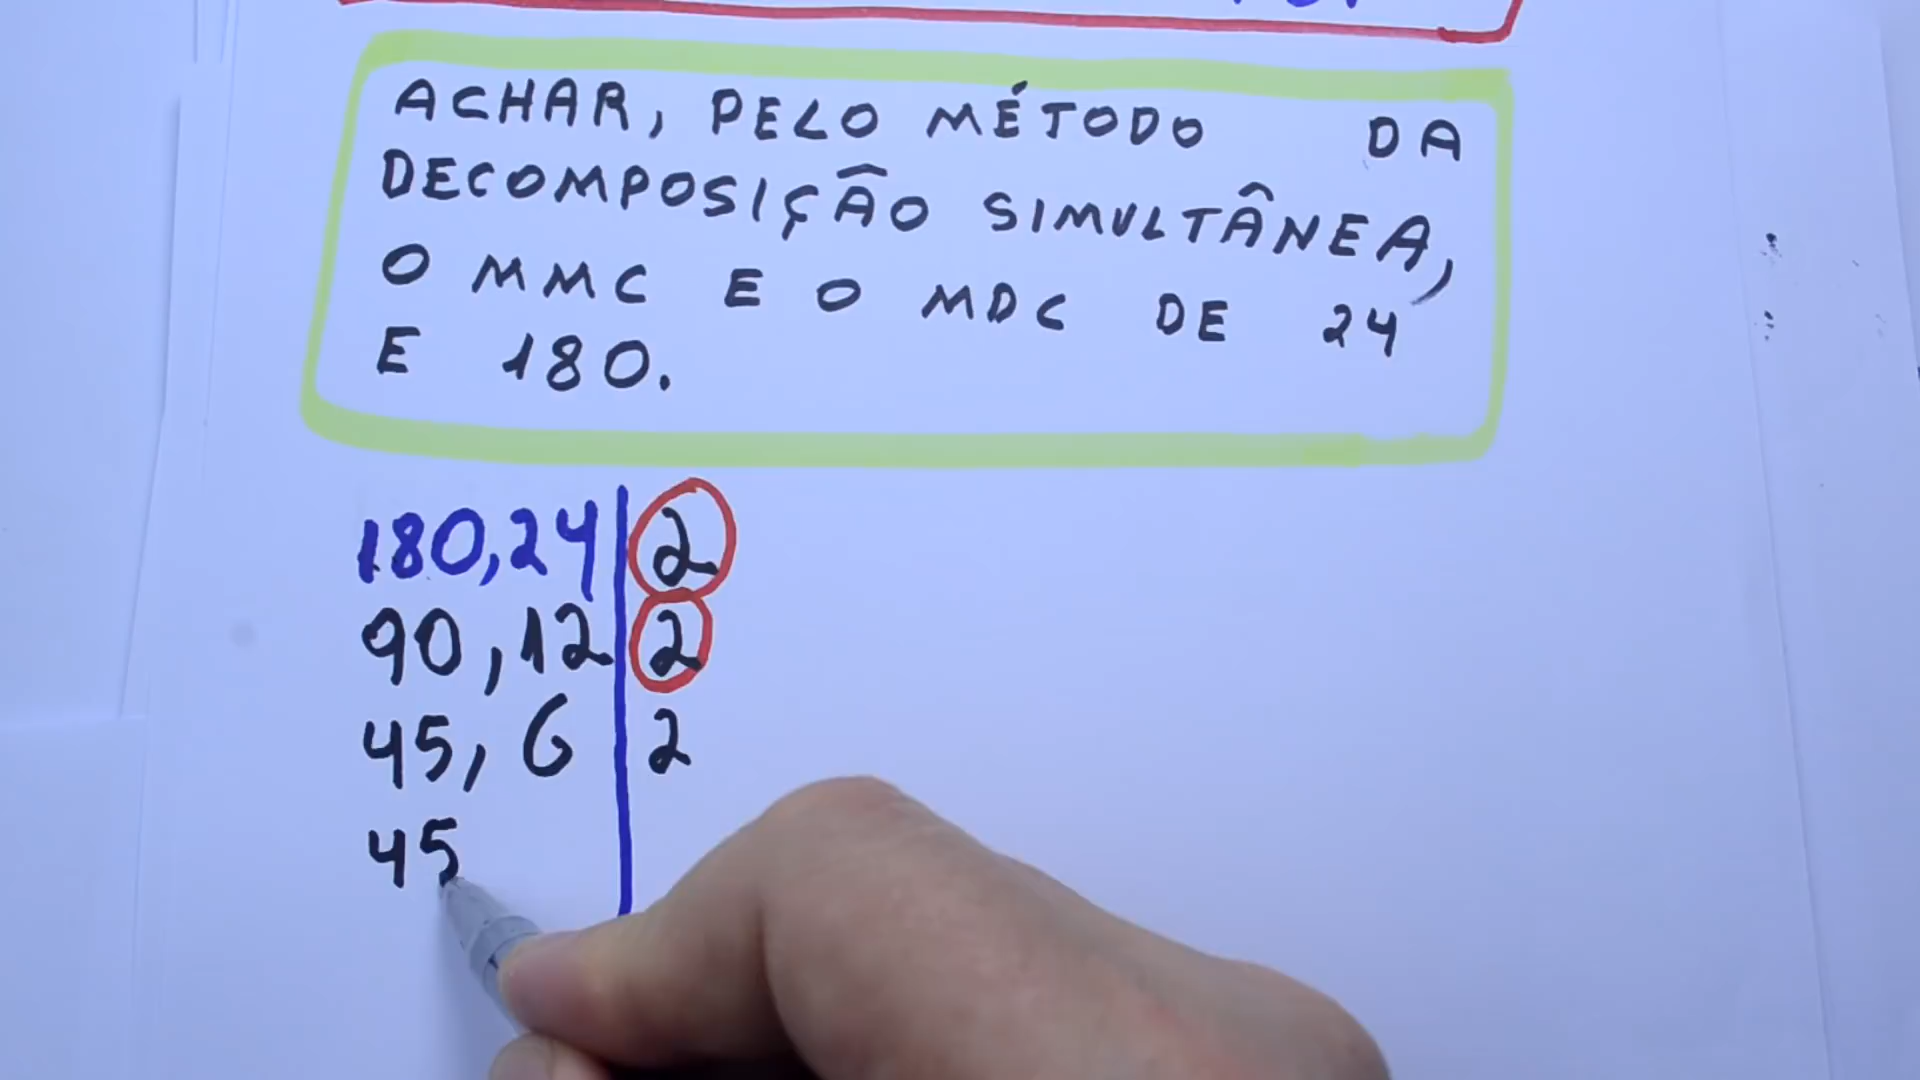 ACHAR, PELO MÉTODO DA
DECOMPOSIÇÂO SIMULTÂNEA,
O MMC E O MDC DE 24
E 180.
180,24 | 2
90,12 | 2
45,6 | 2
45